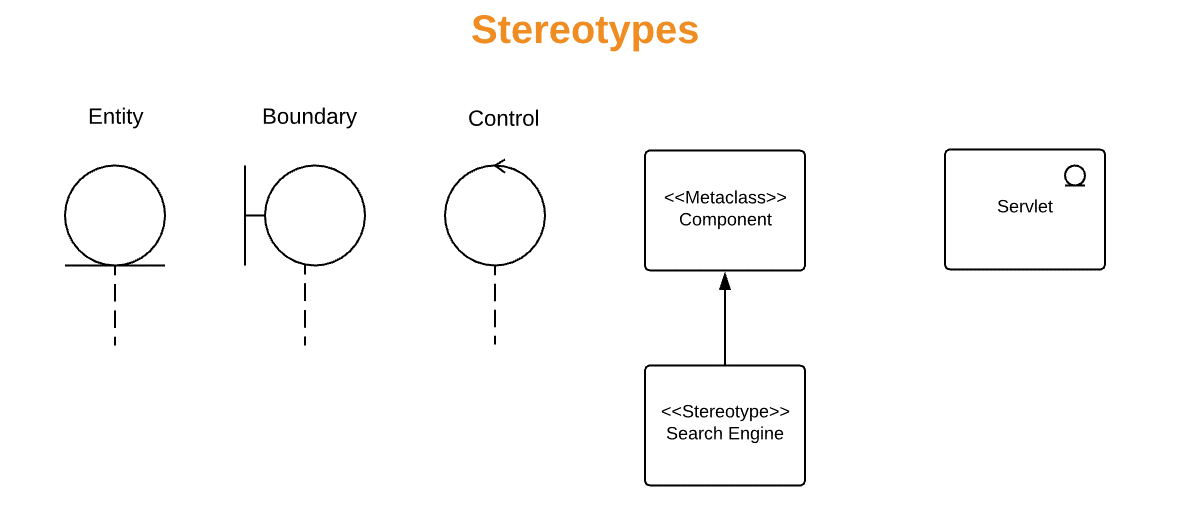 Stereotypes
Entity
Boundary
Control
<<Metaclass>>
Component
Servlet
<<Stereotype>>
Search Engine